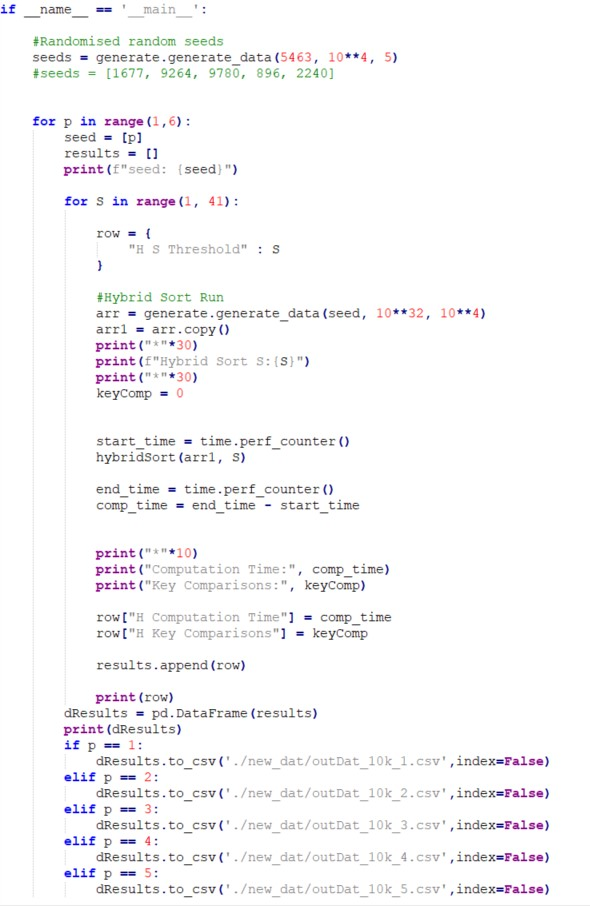 if __name__ == '__main__':
#Randomised random seeds
seeds = generate.generate_data(5463, 10**4, 5)
#seeds = [1677, 9264, 9780, 896, 2240]
for p in range(1,6):
seed = [p]
results = []
print(f"seed: {seed}")
for S in range(1, 41):
row = {
"H S Threshold" : S
}
#Hybrid Sort Run
arr = generate.generate_data(seed, 10**32, 10**4)
arr1 = arr.copy()
print("*"*30)
print(f"Hybrid Sort S:{S}")
print("*"*30)
keyComp = 0
start_time = time.perf_counter()
hybridSort(arr1, S)
end_time = time.perf_counter()
comp_time = end_time - start_time
print("*"*10)
print("Computation Time:", comp_time)
print("Key Comparisons:", keyComp)
row["H Computation Time"] = comp_time
row["H Key Comparisons"] = keyComp
results.append(row)
print(row)
dResults = pd.DataFrame(results)
print(dResults)
if p == 1:
dResults.to_csv('./new_dat/outDat_10k_1.csv',index=False)
elif p == 2:
dResults.to_csv('./new_dat/outDat_10k_2.csv',index=False)
elif p == 3:
dResults.to_csv('./new_dat/outDat_10k_3.csv',index=False)
elif p == 4:
dResults.to_csv('./new_dat/outDat_10k_4.csv',index=False)
elif p == 5:
dResults.to_csv('./new_dat/outDat_10k_5.csv',index=False)